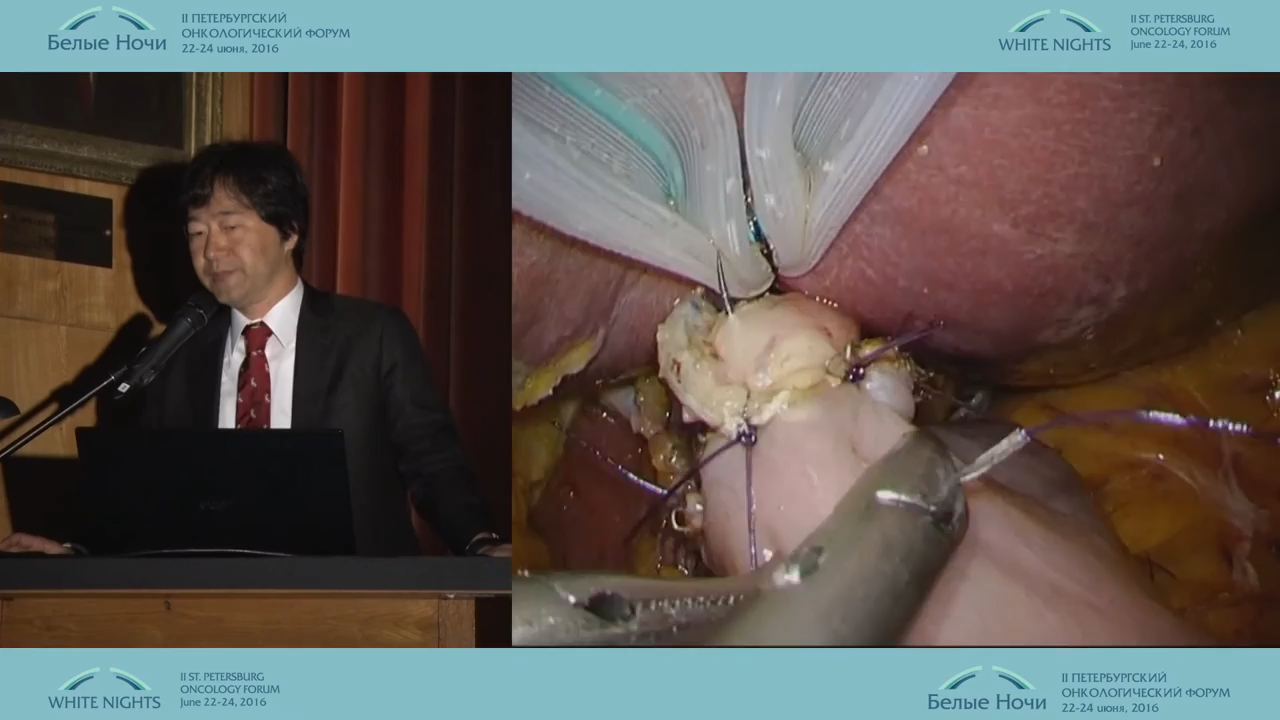 Белые Ночи
II ПЕТЕРБУРГСКИЙ
ОНКОЛОГИЧЕСКИЙ ФОРУМ
22-24 июня, 2016
WHITE NIGHTS
II ST. PETERSBURG
ONCOLOGY FORUM
June 22-24, 2016
WHITE NIGHTS
II ST. PETERSBURG
ONCOLOGY FORUM
June 22-24, 2016
Белые Ночи
II ПЕТЕРБУРГСКИЙ
ОНКОЛОГИЧЕСКИЙ ФОРУМ
22-24 июня, 2016